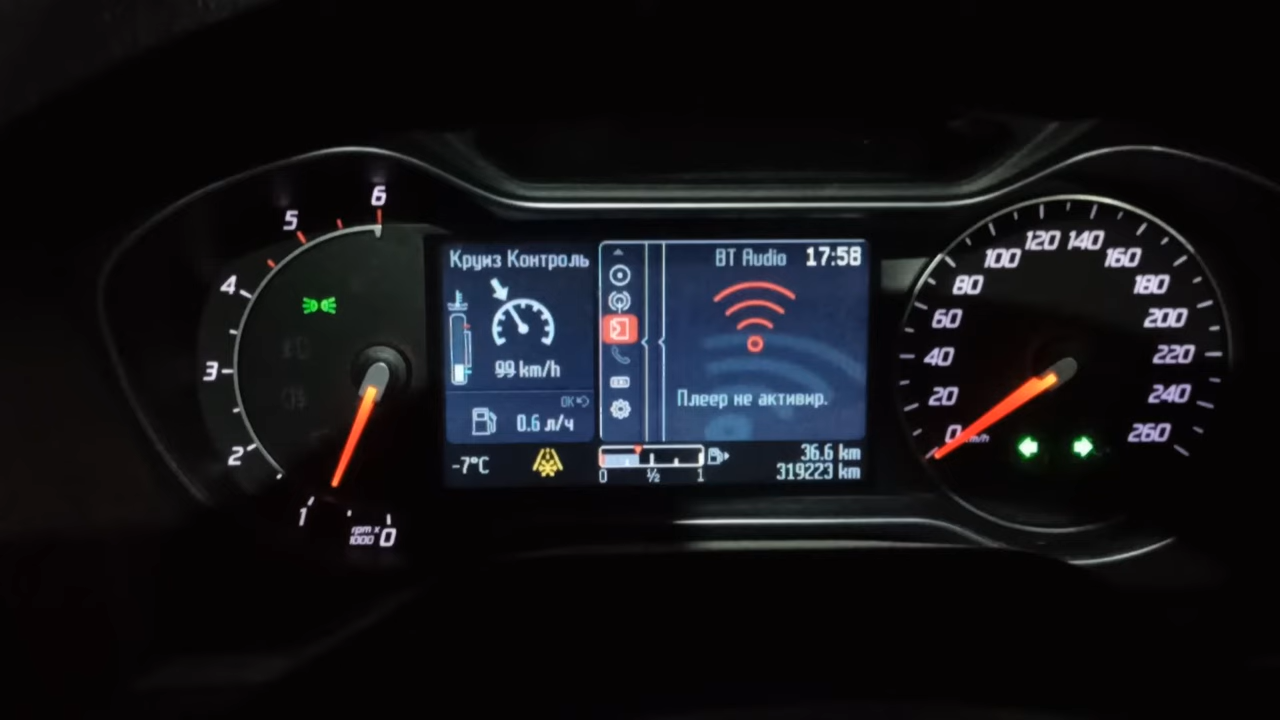 6
5
4
3
2
1
rpm x
1000
0
Круиз Контроль
99 km/h
OK
0.6 л/ч
-7°C
BT Audio 17:58
Плеер не активир.
0 ½ 1
36.6 km
319223 km
0
20
40
60
80
100
120
140
160
180
200
220
240
260
km/h